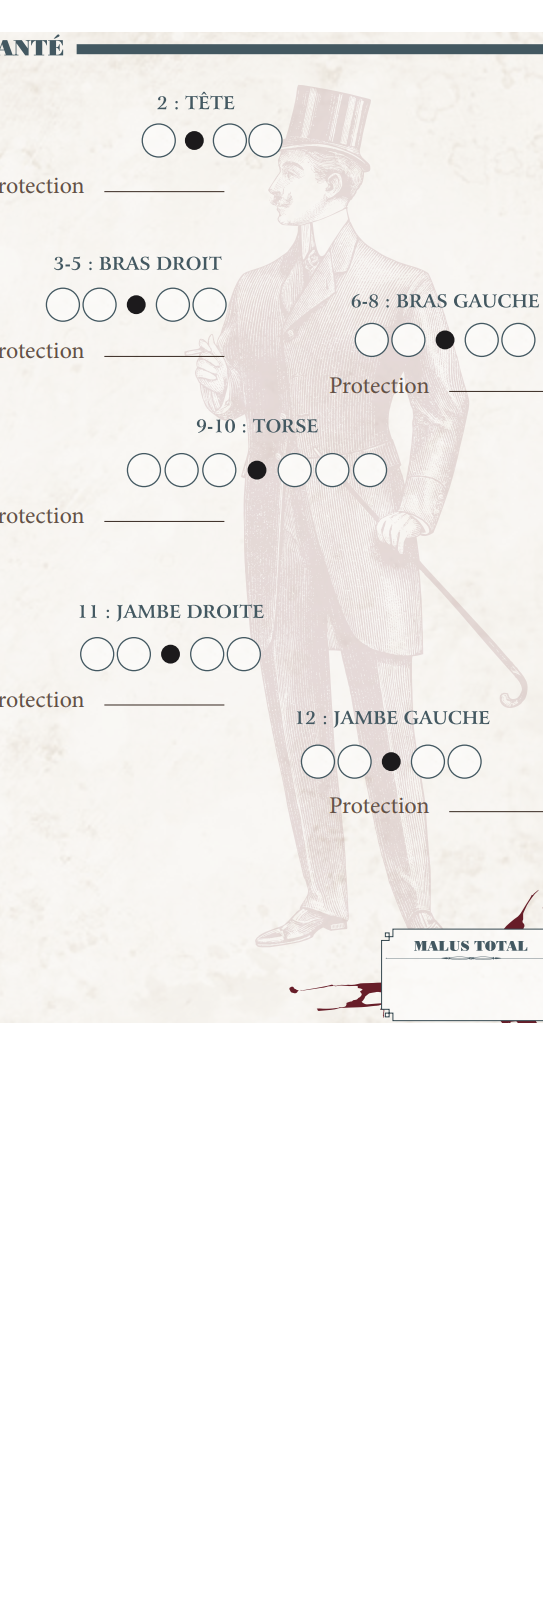 ANTÉ
2 : TÊTE
rotection
3-5 : BRAS DROIT
rotection
6-8 : BRAS GAUCHE
Protection
9-10 : TORSE
rotection
11 : JAMBE DROITE
rotection
12 : JAMBE GAUCHE
Protection
MALUS TOTAL